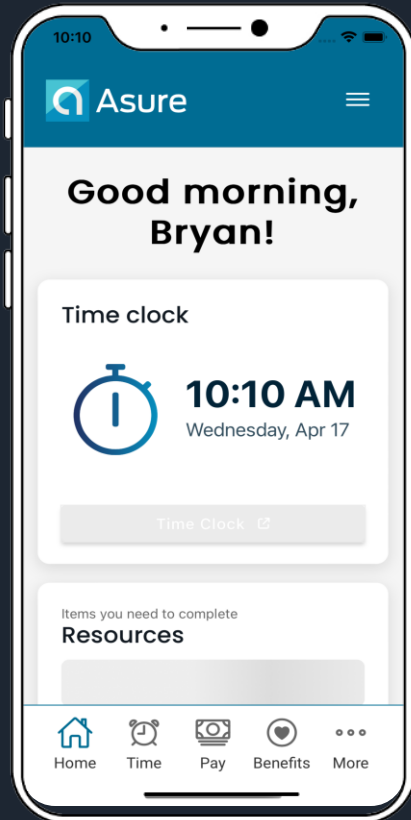 10:10
Asure
Good morning,
Bryan!
Time clock
10:10 AM
Wednesday, Apr 17
Time Clock
Items you need to complete
Resources
Home Time Pay Benefits More